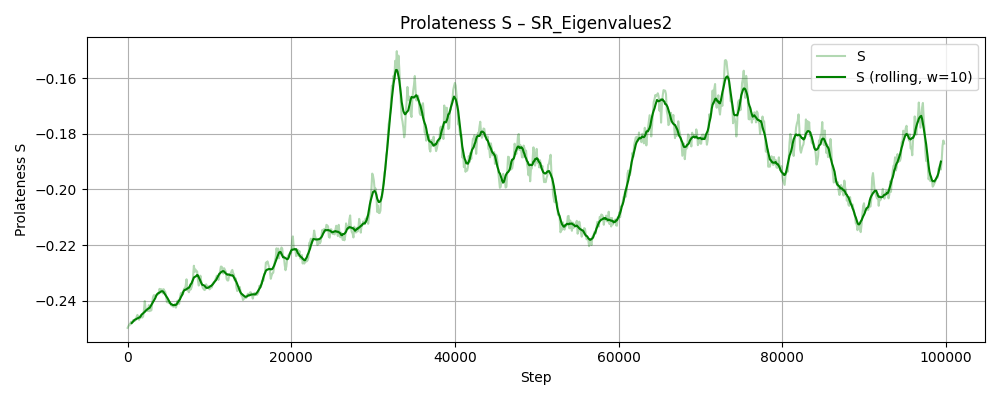 Prolateness S – SR_Eigenvalues2
S
S (rolling, w=10)
Prolateness S
−0.16
−0.18
−0.20
−0.22
−0.24
0
20000
40000
60000
80000
100000
Step